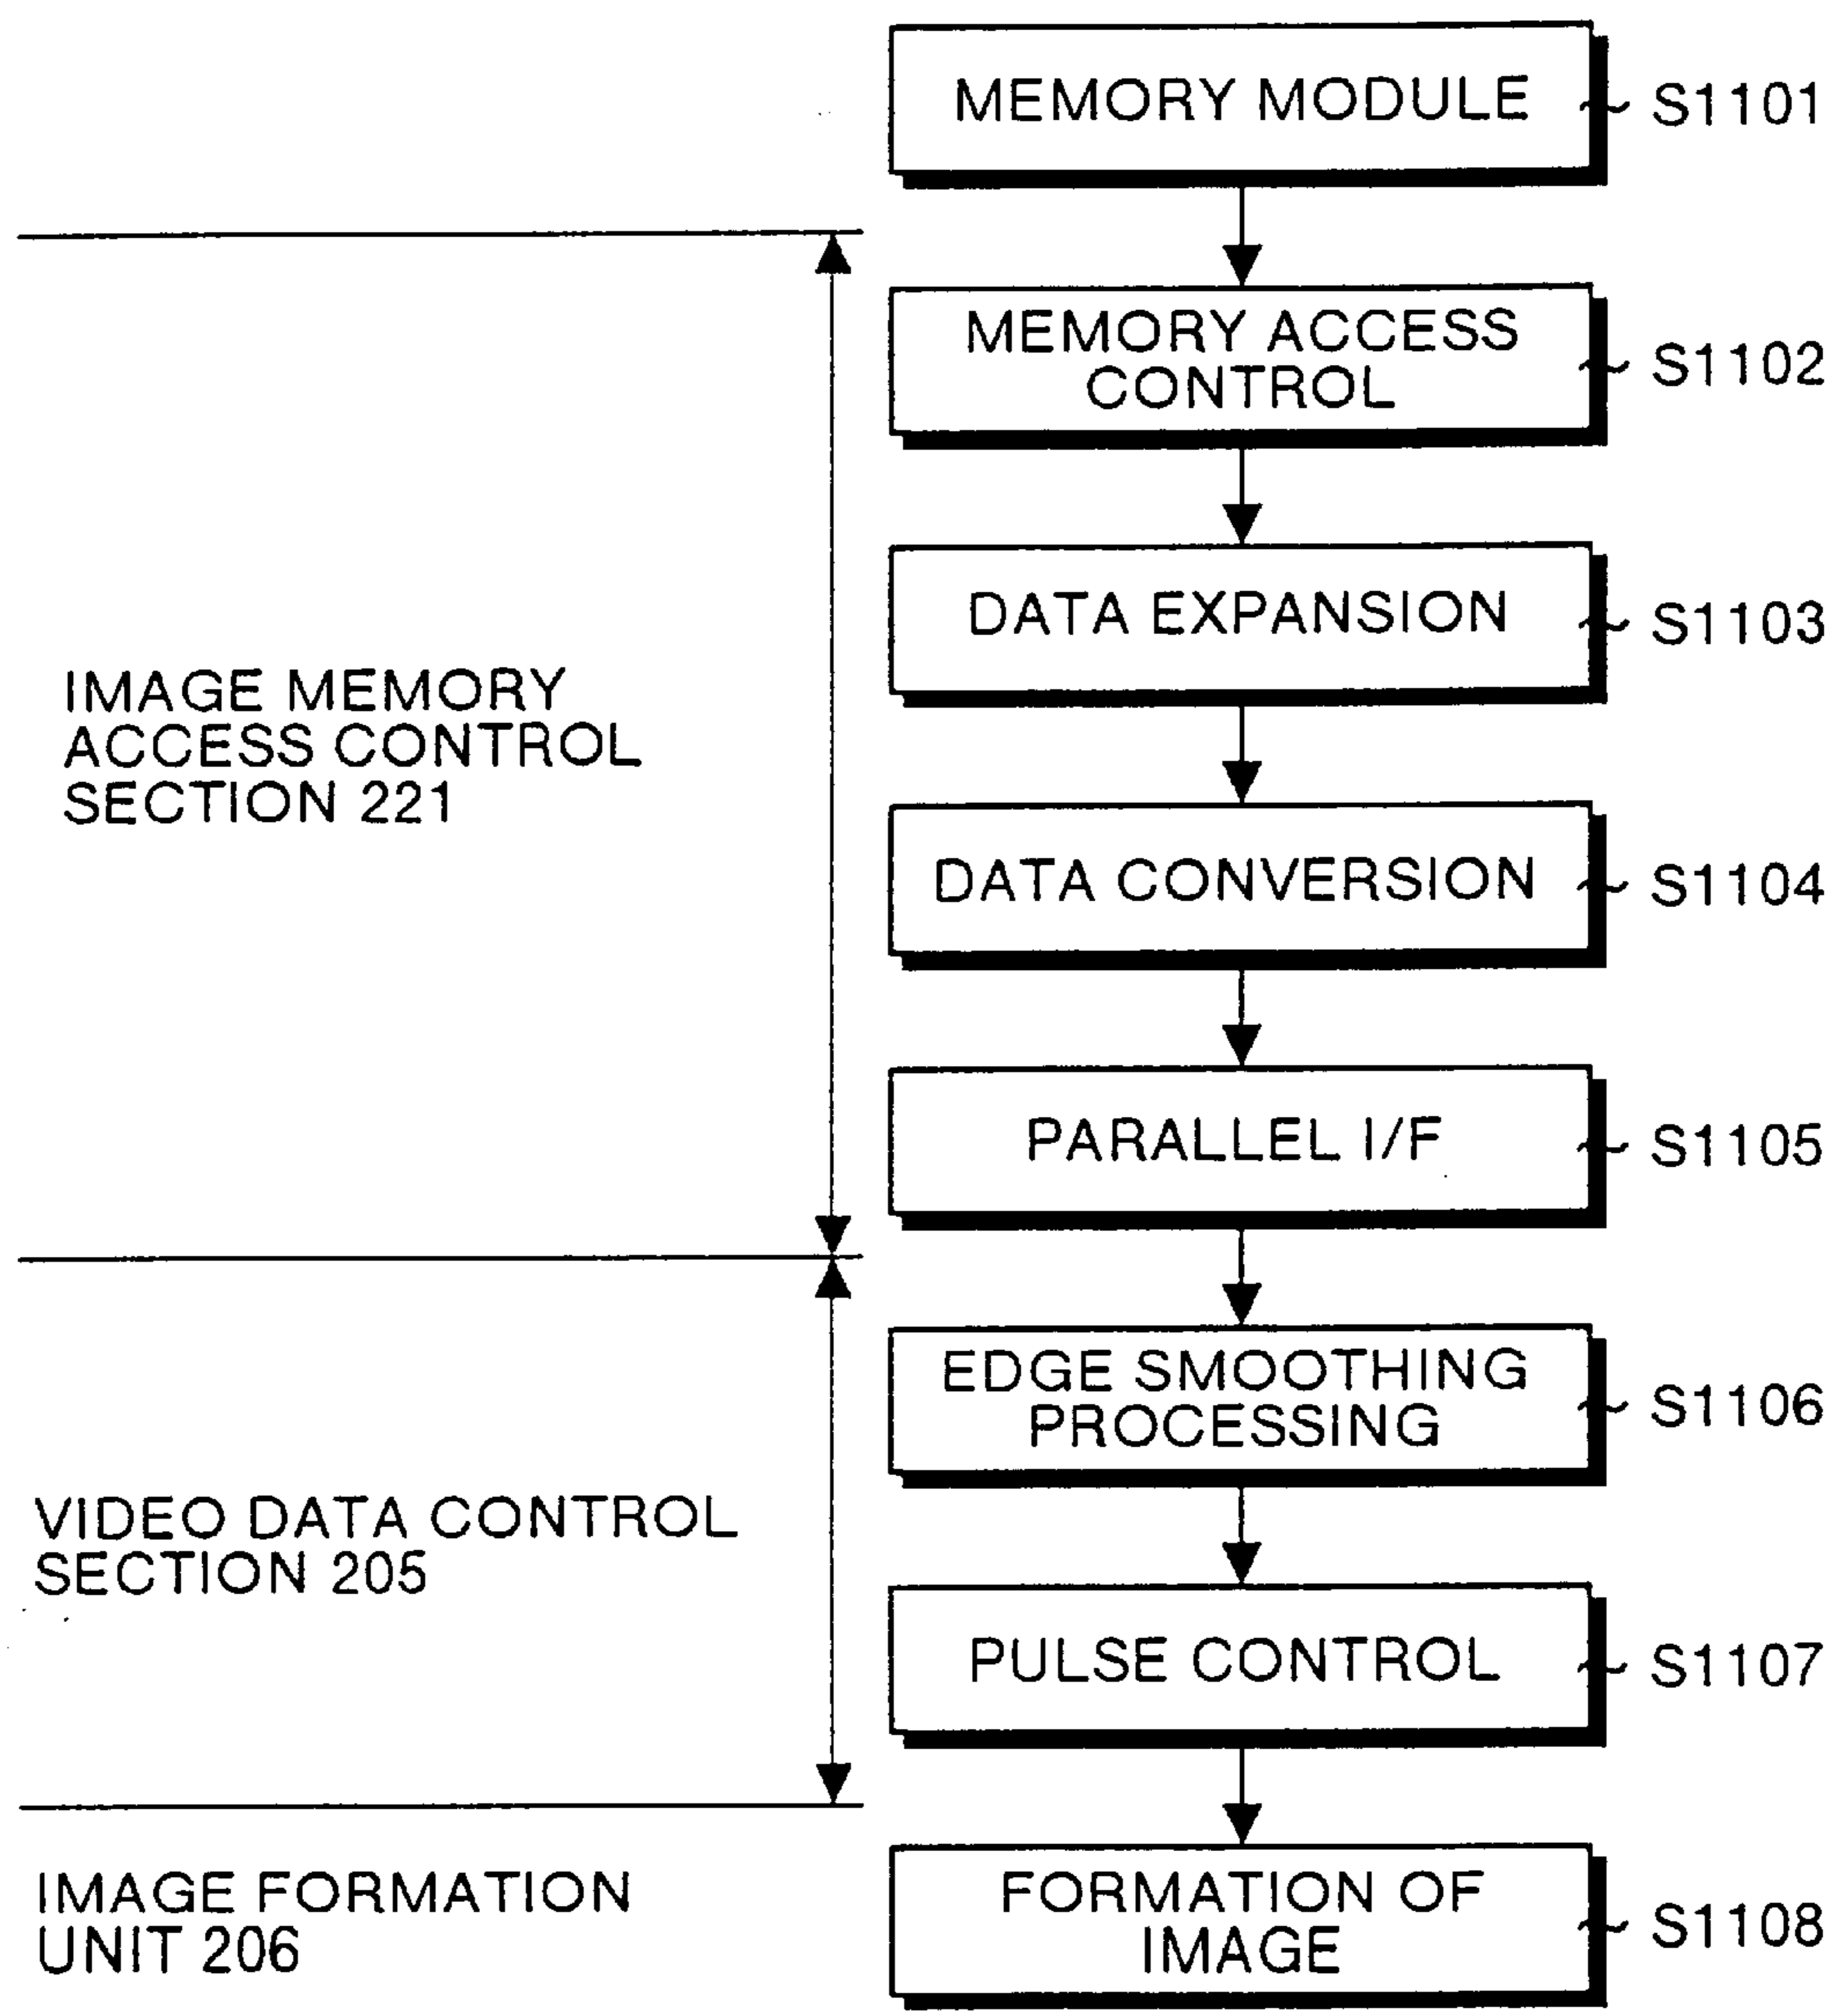 MEMORY MODULE
S1101
MEMORY ACCESS
CONTROL
S1102
DATA EXPANSION
S1103
IMAGE MEMORY
ACCESS CONTROL
SECTION 221
DATA CONVERSION
S1104
PARALLEL I/F
S1105
EDGE SMOOTHING
PROCESSING
S1106
VIDEO DATA CONTROL
SECTION 205
PULSE CONTROL
S1107
IMAGE FORMATION
UNIT 206
FORMATION OF
IMAGE
S1108